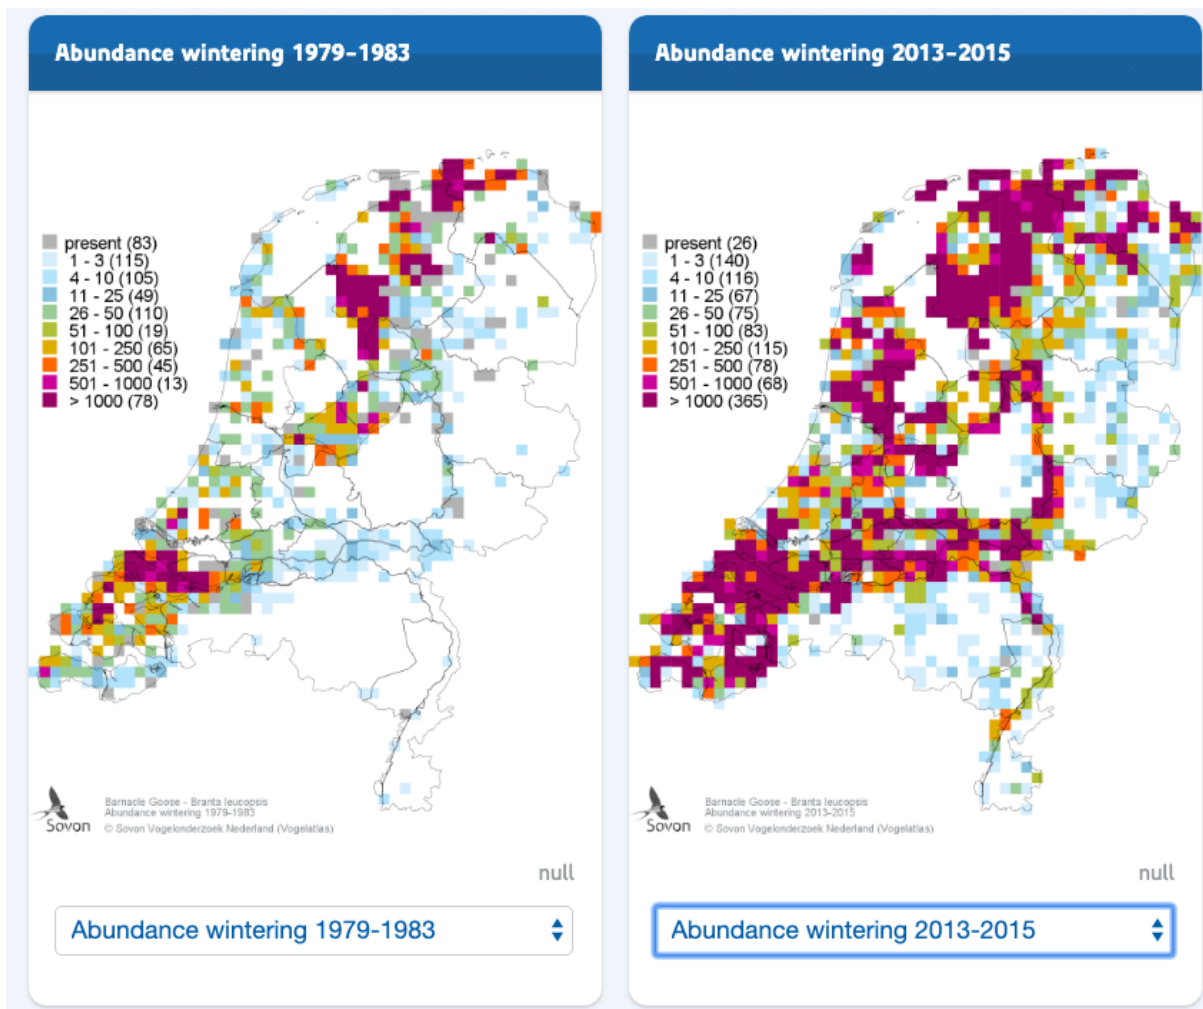 Abundance wintering 1979-1983
present (83)
1 - 3 (115)
4 - 10 (105)
11 - 25 (49)
26 - 50 (110)
51 - 100 (19)
101 - 250 (65)
251 - 500 (45)
501 - 1000 (13)
> 1000 (78)
Sovon
Barnacle Goose - Branta leucopsis
Abundance wintering 1979-1983
© Sovon Vogelonderzoek Nederland (Vogelatlas)
null
Abundance wintering 1979-1983
Abundance wintering 2013-2015
present (26)
1 - 3 (140)
4 - 10 (116)
11 - 25 (67)
26 - 50 (75)
51 - 100 (83)
101 - 250 (115)
251 - 500 (78)
501 - 1000 (68)
> 1000 (365)
Sovon
Barnacle Goose - Branta leucopsis
Abundance wintering 2013-2015
© Sovon Vogelonderzoek Nederland (Vogelatlas)
null
Abundance wintering 2013-2015